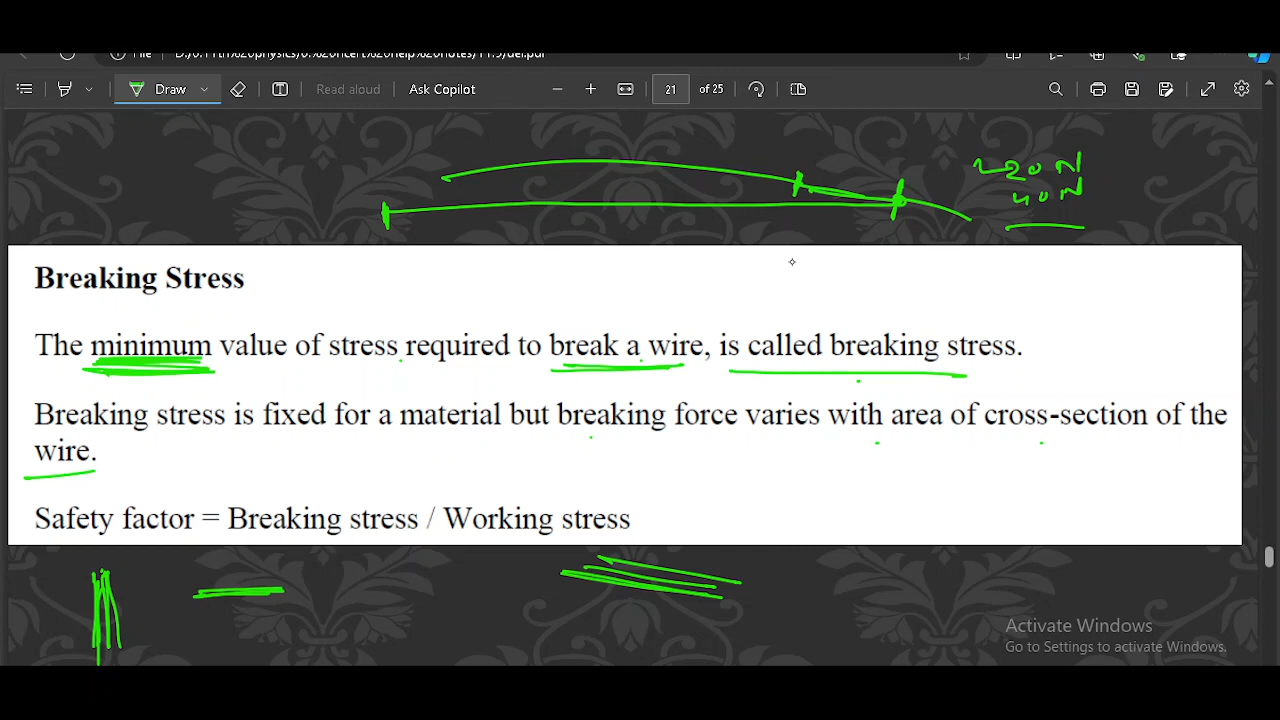 Draw
Read aloud
Ask Copilot
21
of 25
20 N
40 N
Breaking Stress
The minimum value of stress required to break a wire, is called breaking stress.
Breaking stress is fixed for a material but breaking force varies with area of cross-section of the
wire.
Safety factor = Breaking stress / Working stress
Activate Windows
Go to Settings to activate Windows.